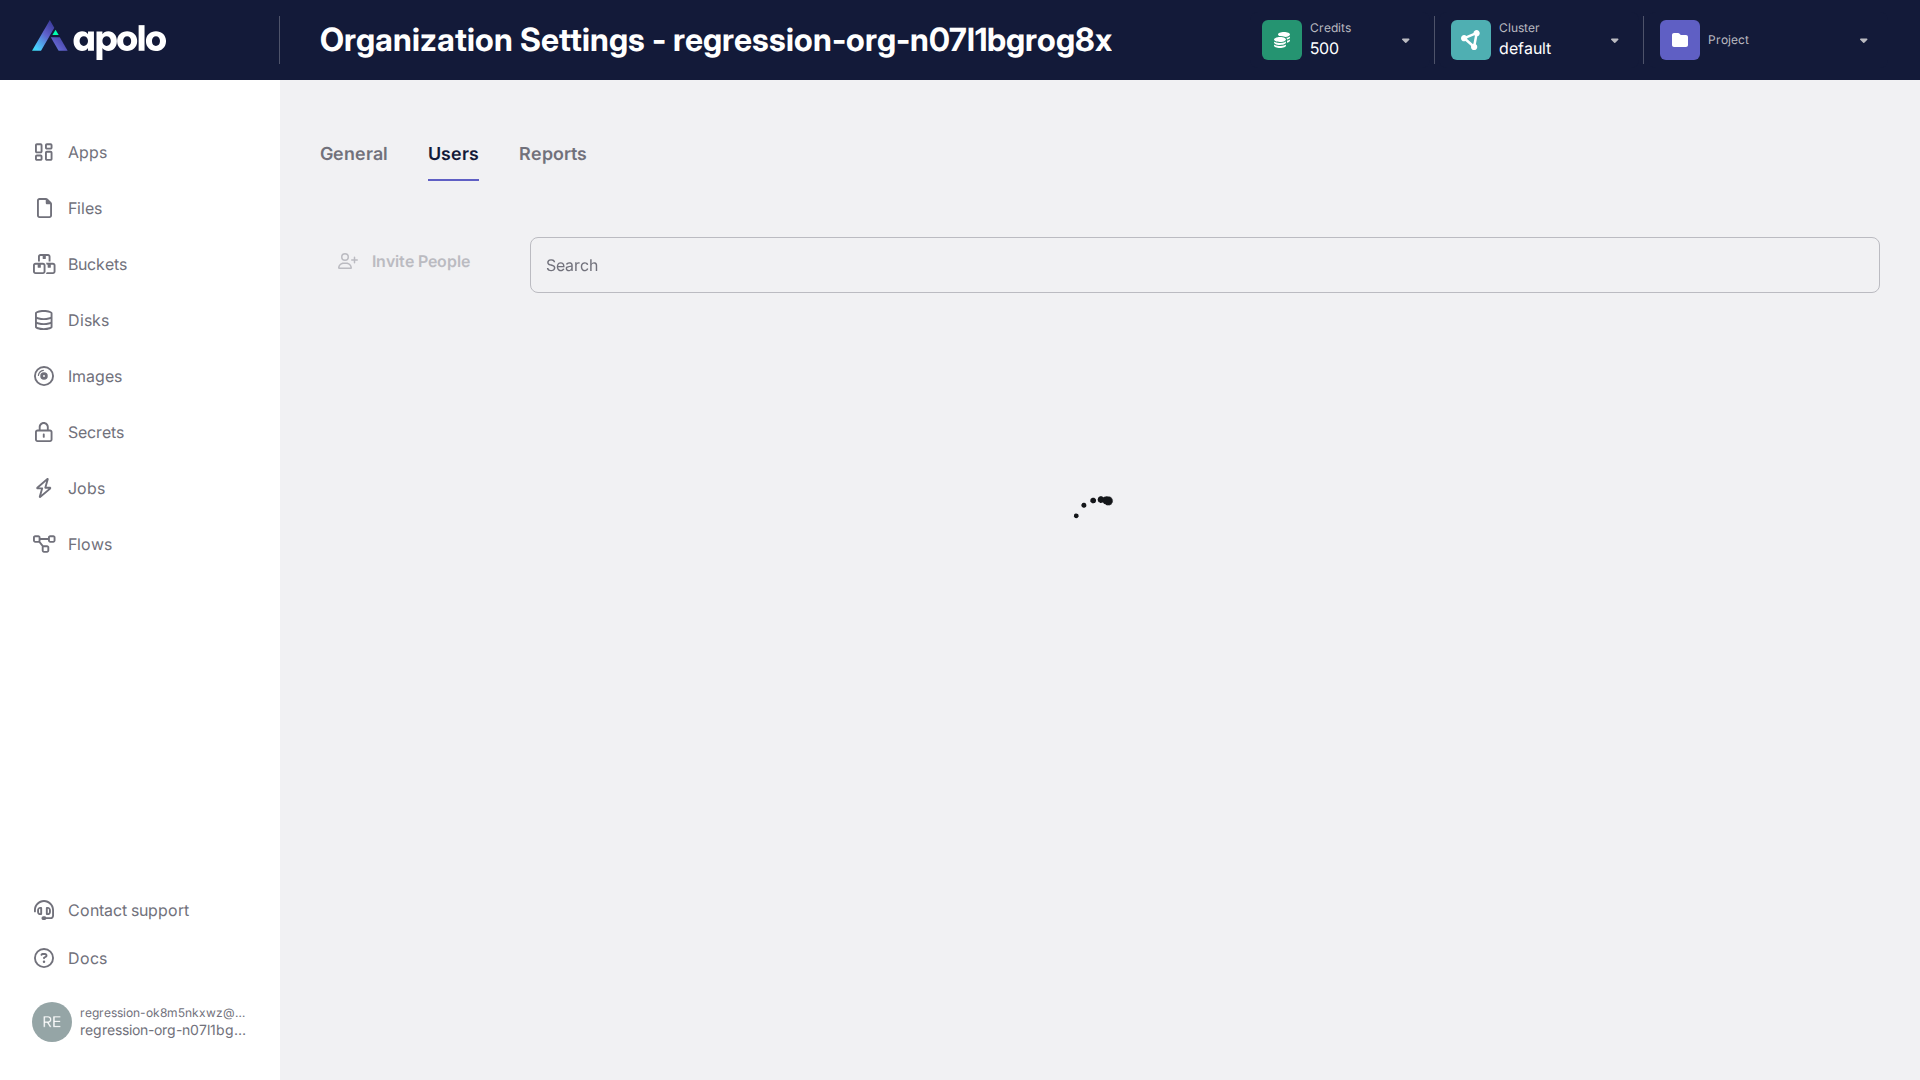 apolo
Organization Settings - regression-org-n07l1bgrog8x
Credits
500
Cluster
default
Project
Apps
Files
Buckets
Disks
Images
Secrets
Jobs
Flows
General
Users
Reports
Invite People
Search
Contact support
Docs
RE
regression-ok8m5nkxwz@...
regression-org-n07l1bg...